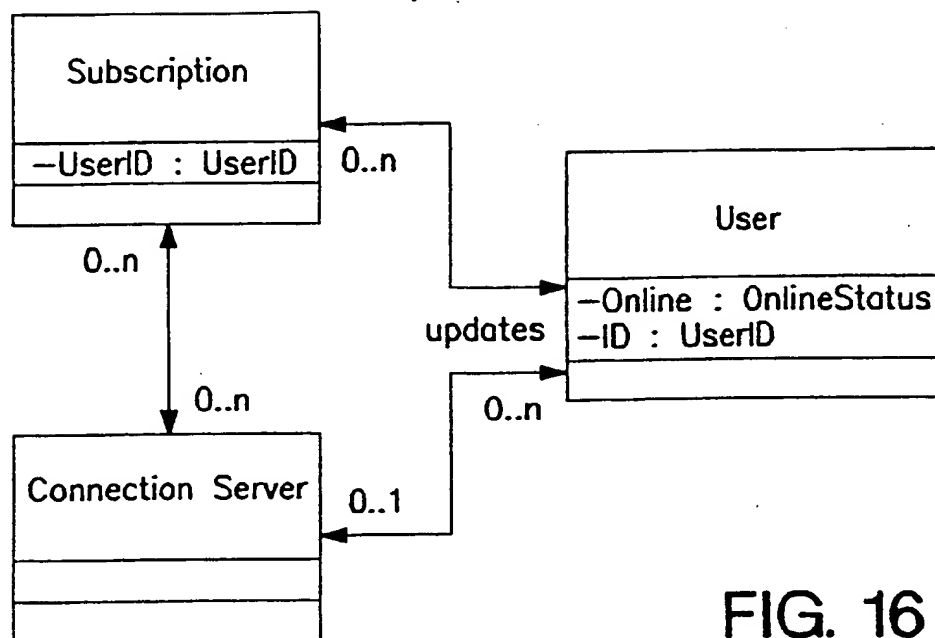 Subscription
-UserID : UserID
0..n
0..n
User
-Online : OnlineStatus
-ID : UserID
updates
0..n
0..n
Connection Server
0..1
FIG. 16